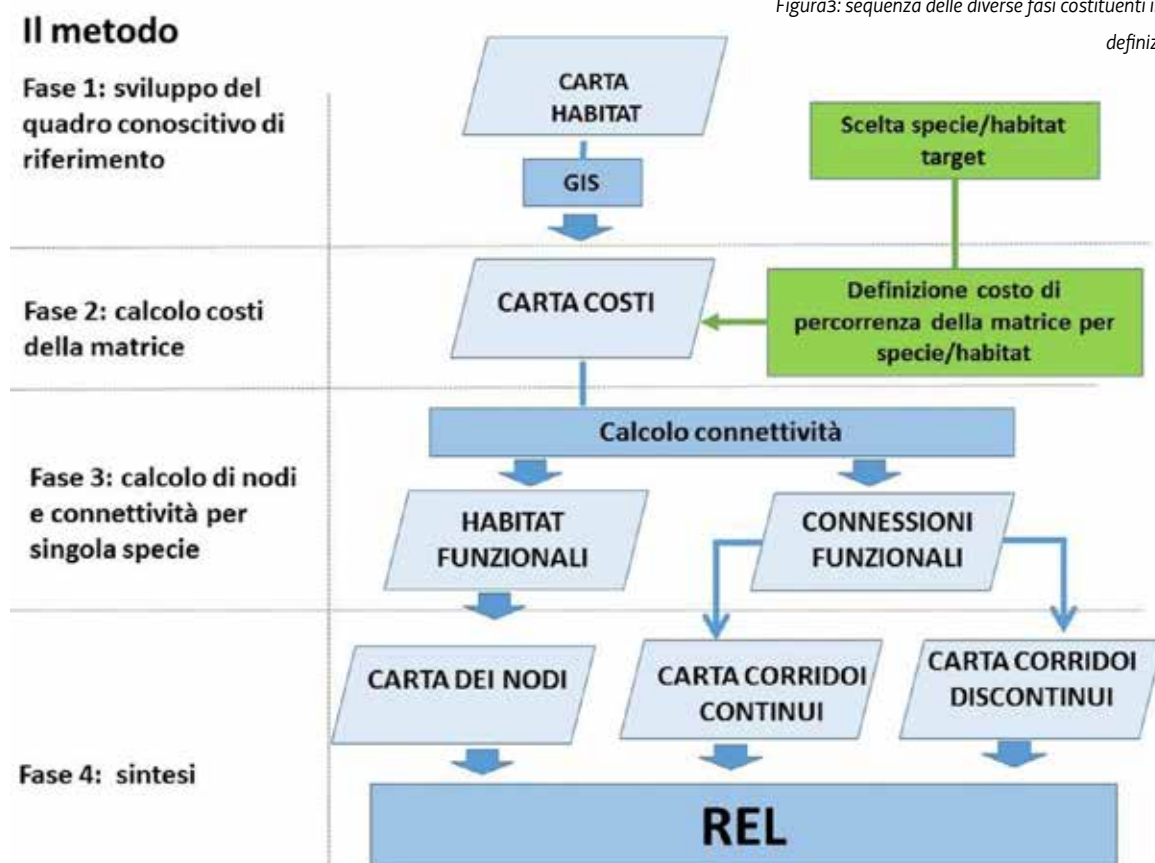 Figura3: sequenza delle diverse fasi costituenti i
definiz
Il metodo
Fase 1: sviluppo del
quadro conoscitivo di
riferimento
CARTA
HABITAT
GIS
Scelta specie/habitat
target
Fase 2: calcolo costi
della matrice
CARTA COSTI
Definizione costo di
percorrenza della matrice per
specie/habitat
Fase 3: calcolo di nodi
e connettività per
singola specie
Calcolo connettività
HABITAT
FUNZIONALI
CONNESSIONI
FUNZIONALI
Fase 4: sintesi
CARTA DEI NODI
CARTA CORRIDOI
CONTINUI
CARTA CORRIDOI
DISCONTINUI
REL